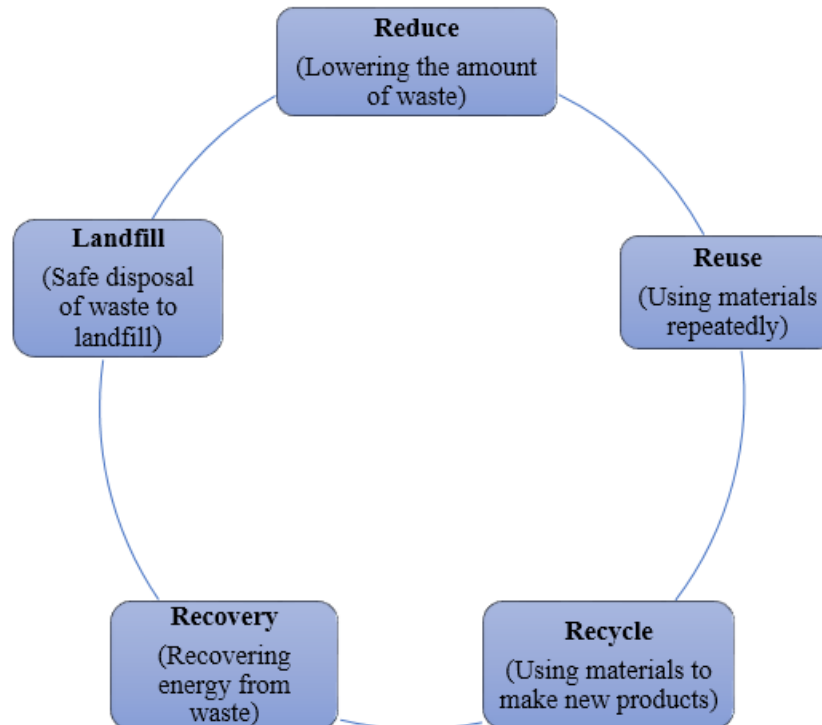 Reduce
(Lowering the amount
of waste)
Reuse
(Using materials
repeatedly)
Recycle
(Using materials to
make new products)
Recovery
(Recovering
energy from
waste)
Landfill
(Safe disposal
of waste to
landfill)